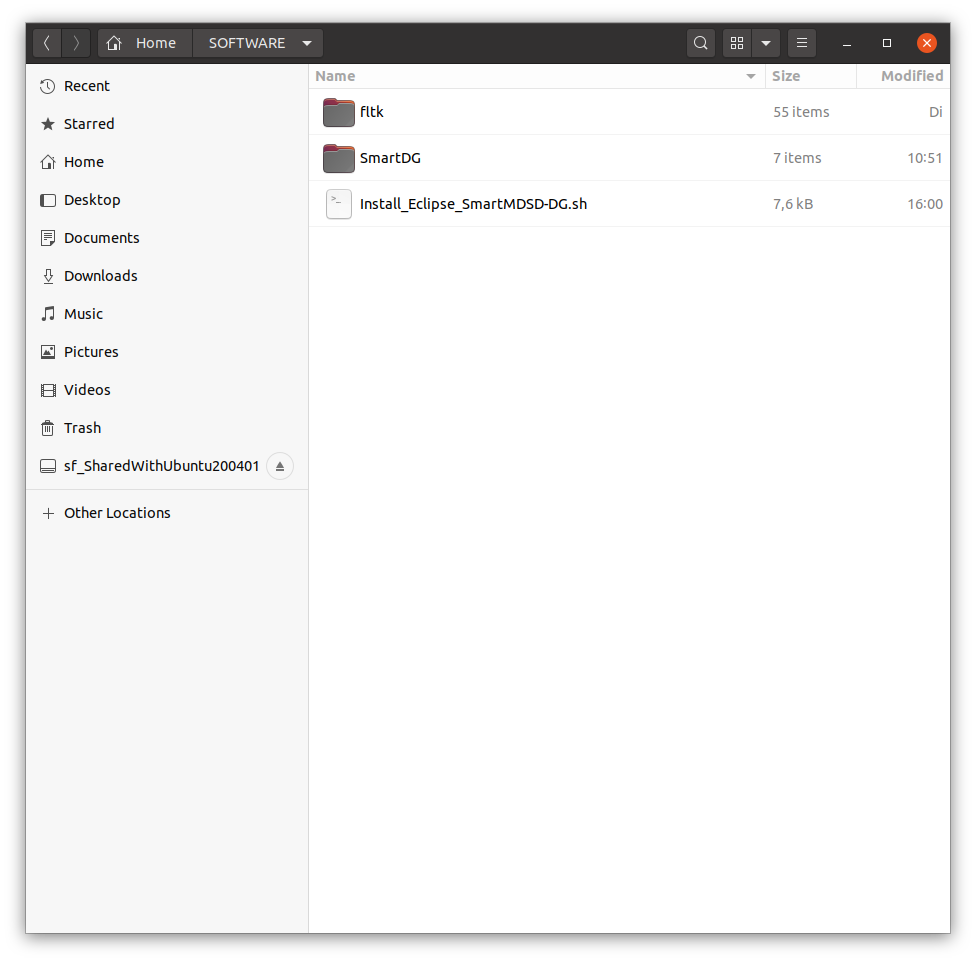 Home SOFTWARE
Recent
Starred
Home
Desktop
Documents
Downloads
Music
Pictures
Videos
Trash
sf_SharedWithUbuntu200401
Other Locations
Name Size Modified
fltk 55 items Di
SmartDG 7 items 10:51
>_
Install_Eclipse_SmartMDSD-DG.sh 7,6 kB 16:00